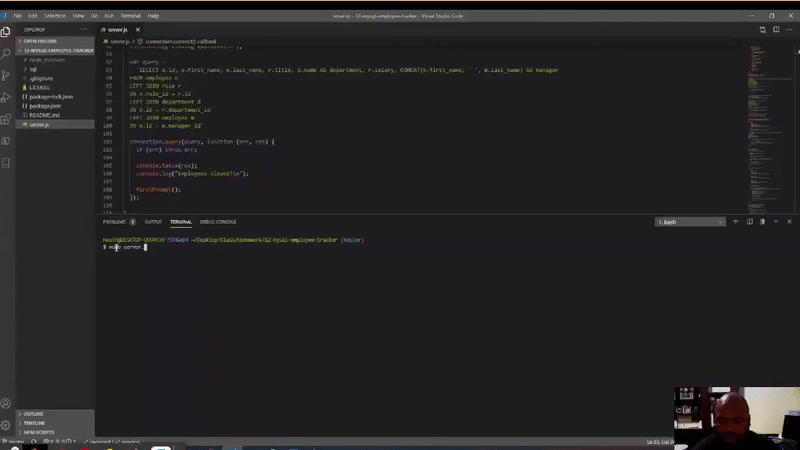 File Edit Selection View Go Run Terminal Help
server.js - 12-mysql-employee-tracker - Visual Studio Code
EXPLORER
server.js
OPEN EDITORS
server.js connection.connect() callback
12-MYSQL-EMPLOYEE-TRACKER
node_modules
sql
.gitignore
LICENSE
package-lock.json
package.json
README.md
server.js
92 var query =
93 `SELECT e.id, e.first_name, e.last_name, r.title, d.name AS department, r.salary, CONCAT(m.first_name, ' ', m.last_name) AS manager
94 FROM employee e
95 LEFT JOIN role r
96 ON e.role_id = r.id
97 LEFT JOIN department d
98 ON d.id = r.department_id
99 LEFT JOIN employee m
100 ON m.id = e.manager_id`
101
102 connection.query(query, function (err, res) {
103 if (err) throw err;
104
105 console.table(res);
106 console.log("Employees viewed!\n");
107
108 firstPrompt();
109 });
PROBLEMS OUTPUT TERMINAL DEBUG CONSOLE
1: bash
~/Desktop/Class/Homework/12-mysql-employee-tracker (master)
$ node server.
OUTLINE
TIMELINE
NPM SCRIPTS
master